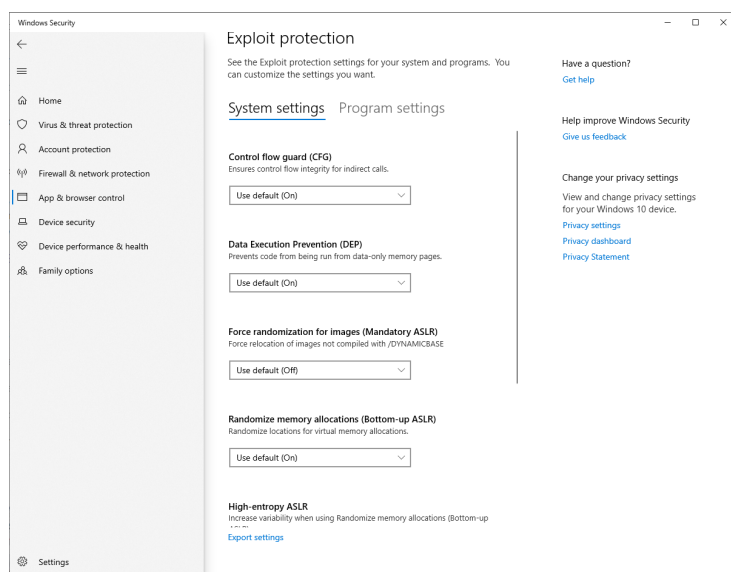 Windows Security
Home
Virus & threat protection
Account protection
Firewall & network protection
App & browser control
Device security
Device performance & health
Family options
Settings
Exploit protection
See the Exploit protection settings for your system and programs. You
can customize the settings you want.
System settings Program settings
Control flow guard (CFG)
Ensures control flow integrity for indirect calls.
Use default (On)
Data Execution Prevention (DEP)
Prevents code from being run from data-only memory pages.
Use default (On)
Force randomization for images (Mandatory ASLR)
Force relocation of images not compiled with /DYNAMICBASE
Use default (Off)
Randomize memory allocations (Bottom-up ASLR)
Randomize locations for virtual memory allocations.
Use default (On)
High-entropy ASLR
Increase variability when using Randomize memory allocations (Bottom-up
Export settings
Have a question?
Get help
Help improve Windows Security
Give us feedback
Change your privacy settings
View and change privacy settings
for your Windows 10 device.
Privacy settings
Privacy dashboard
Privacy Statement